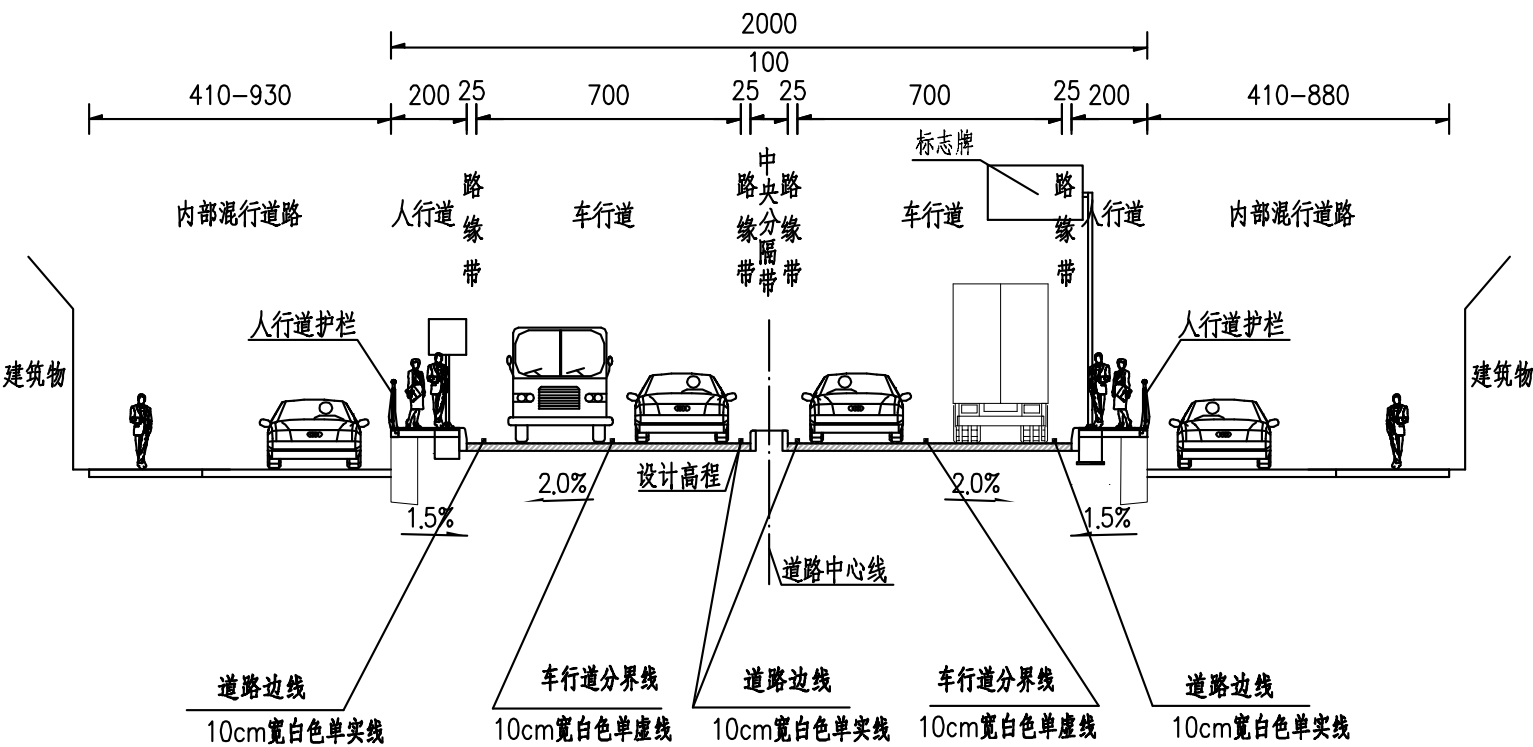 2000
100
410-930
200
25
700
25
25
700
25
200
410-880
标志牌
内部混行道路
人行道
路缘带
车行道
路缘带
中央分隔带
路缘带
车行道
路缘带
人行道
内部混行道路
人行道护栏
人行道护栏
建筑物
建筑物
设计高程
2.0%
2.0%
1.5%
1.5%
道路中心线
道路边线
10cm宽白色单实线
车行道分界线
10cm宽白色单虚线
道路边线
10cm宽白色单实线
车行道分界线
10cm宽白色单虚线
道路边线
10cm宽白色单实线